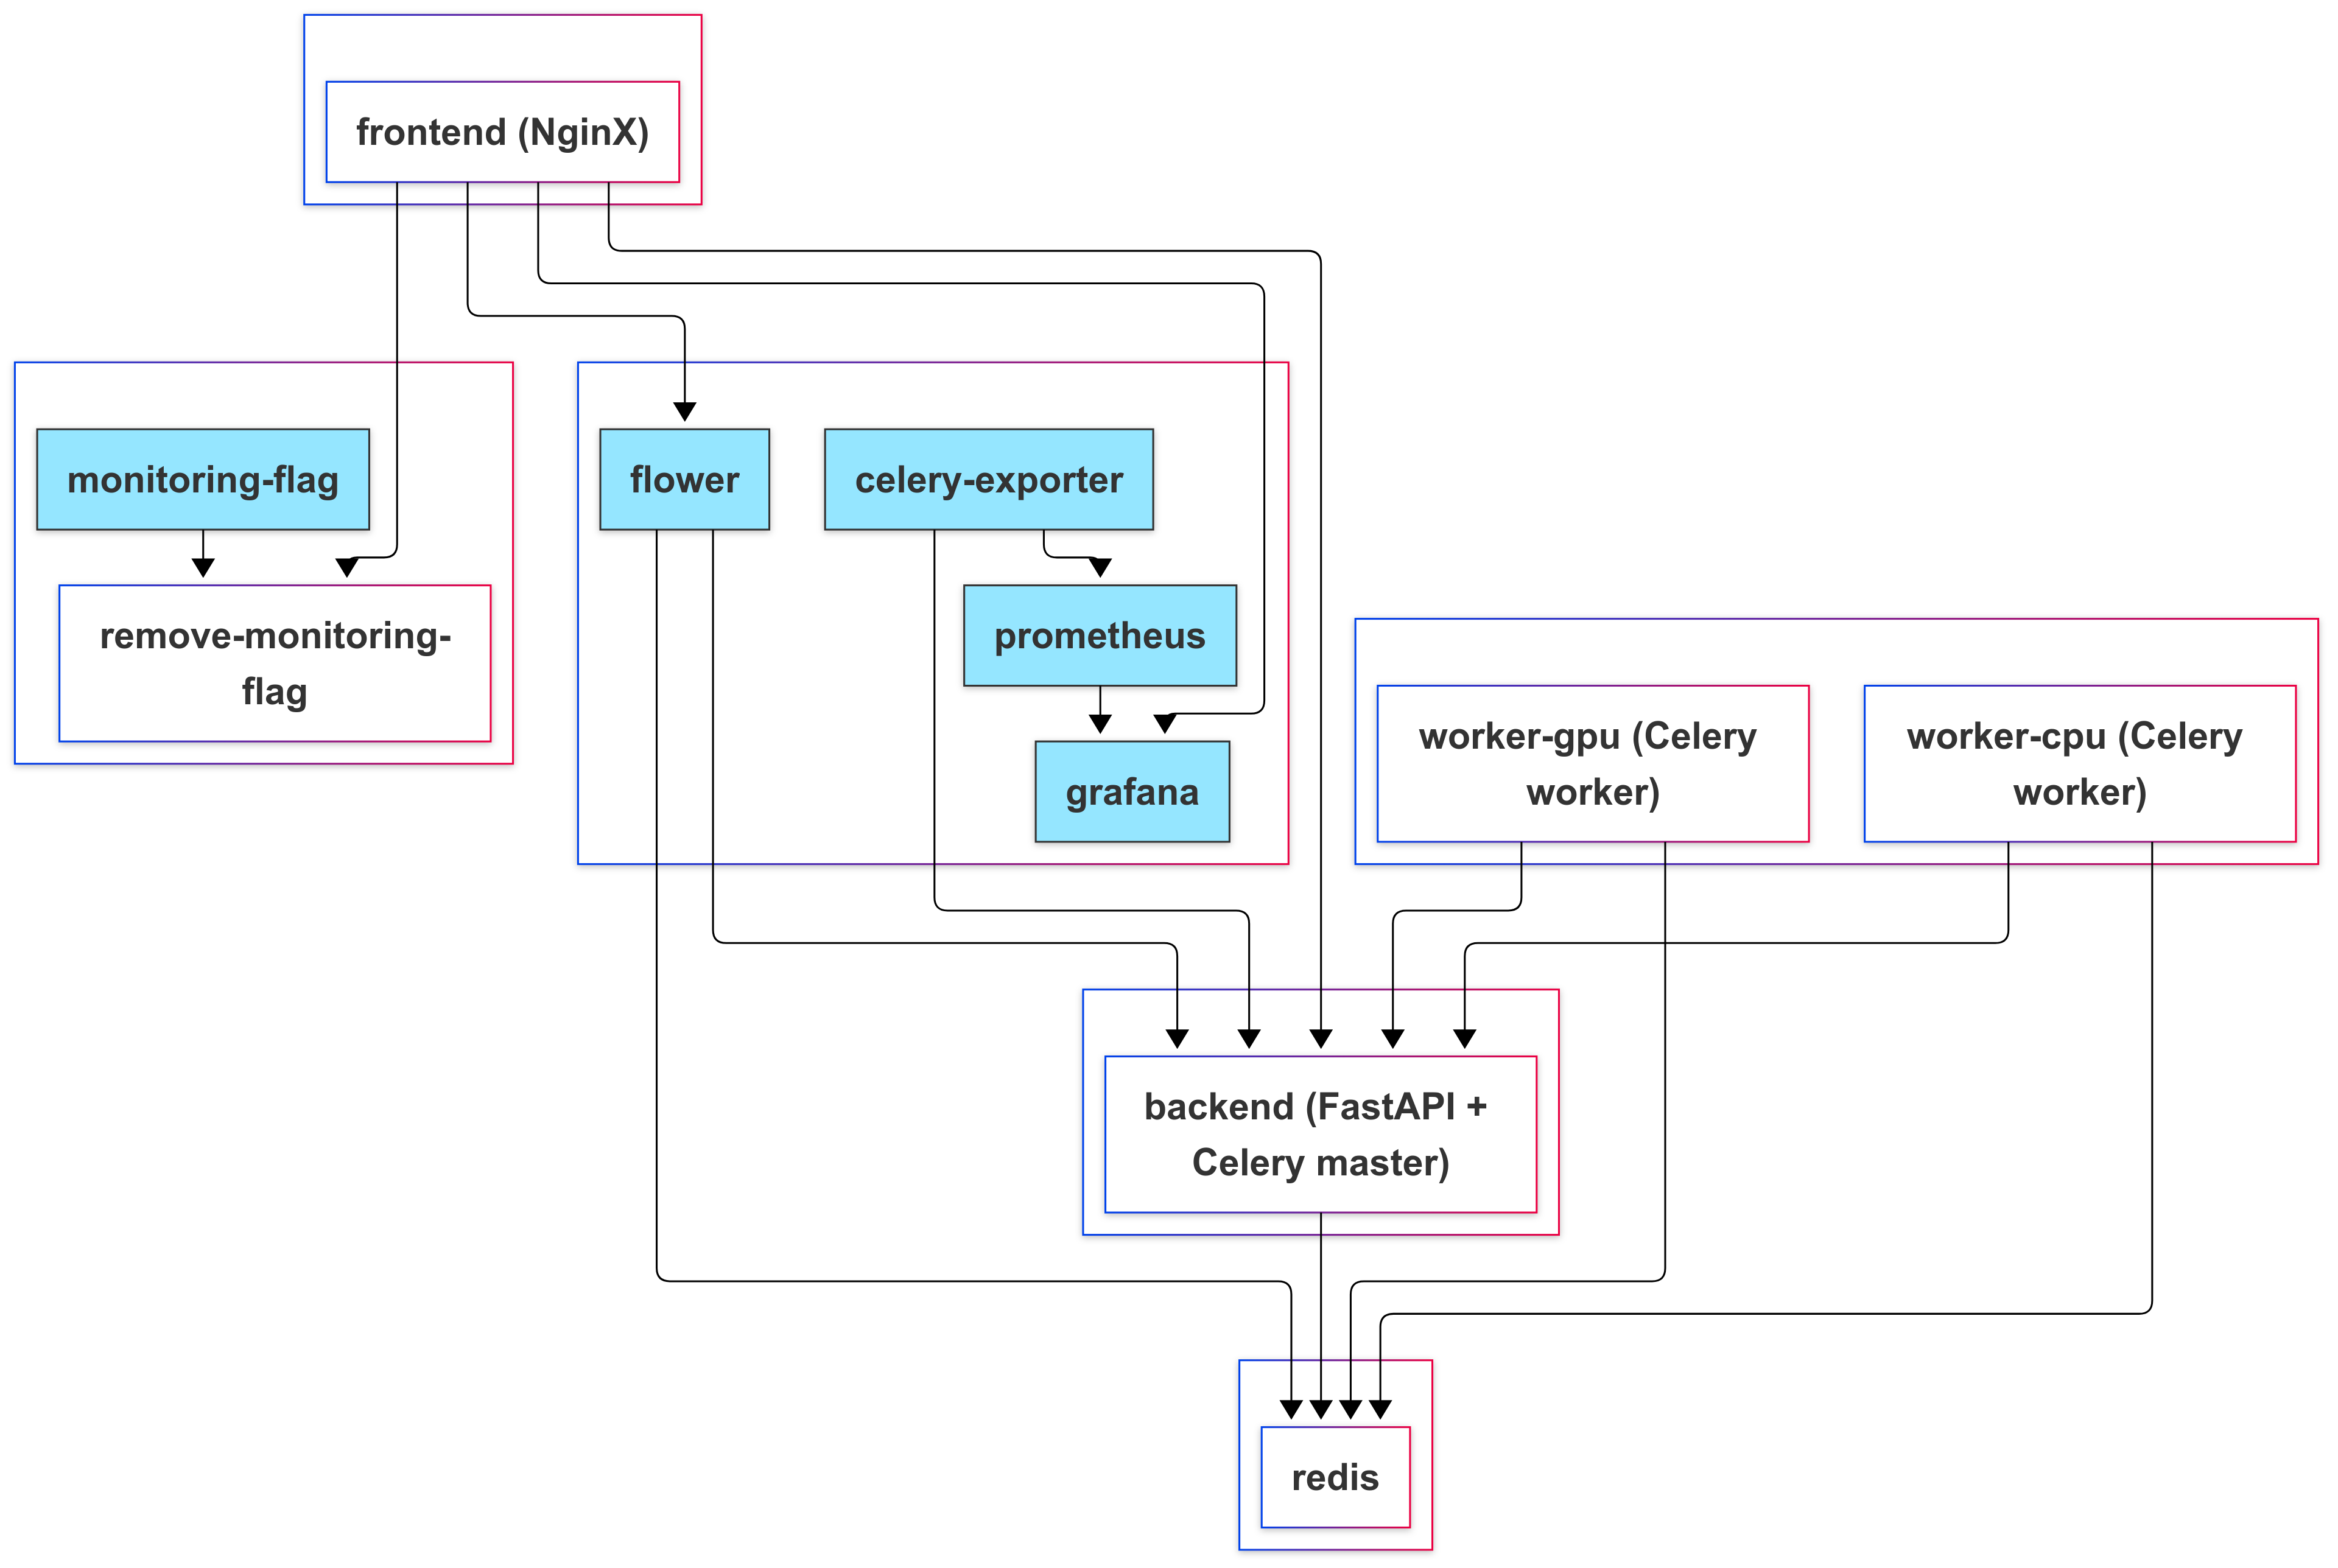 frontend (NginX)
monitoring-flag
flower
celery-exporter
remove-monitoring-
flag
prometheus
grafana
worker-gpu (Celery
worker)
worker-cpu (Celery
worker)
backend (FastAPI +
Celery master)
redis